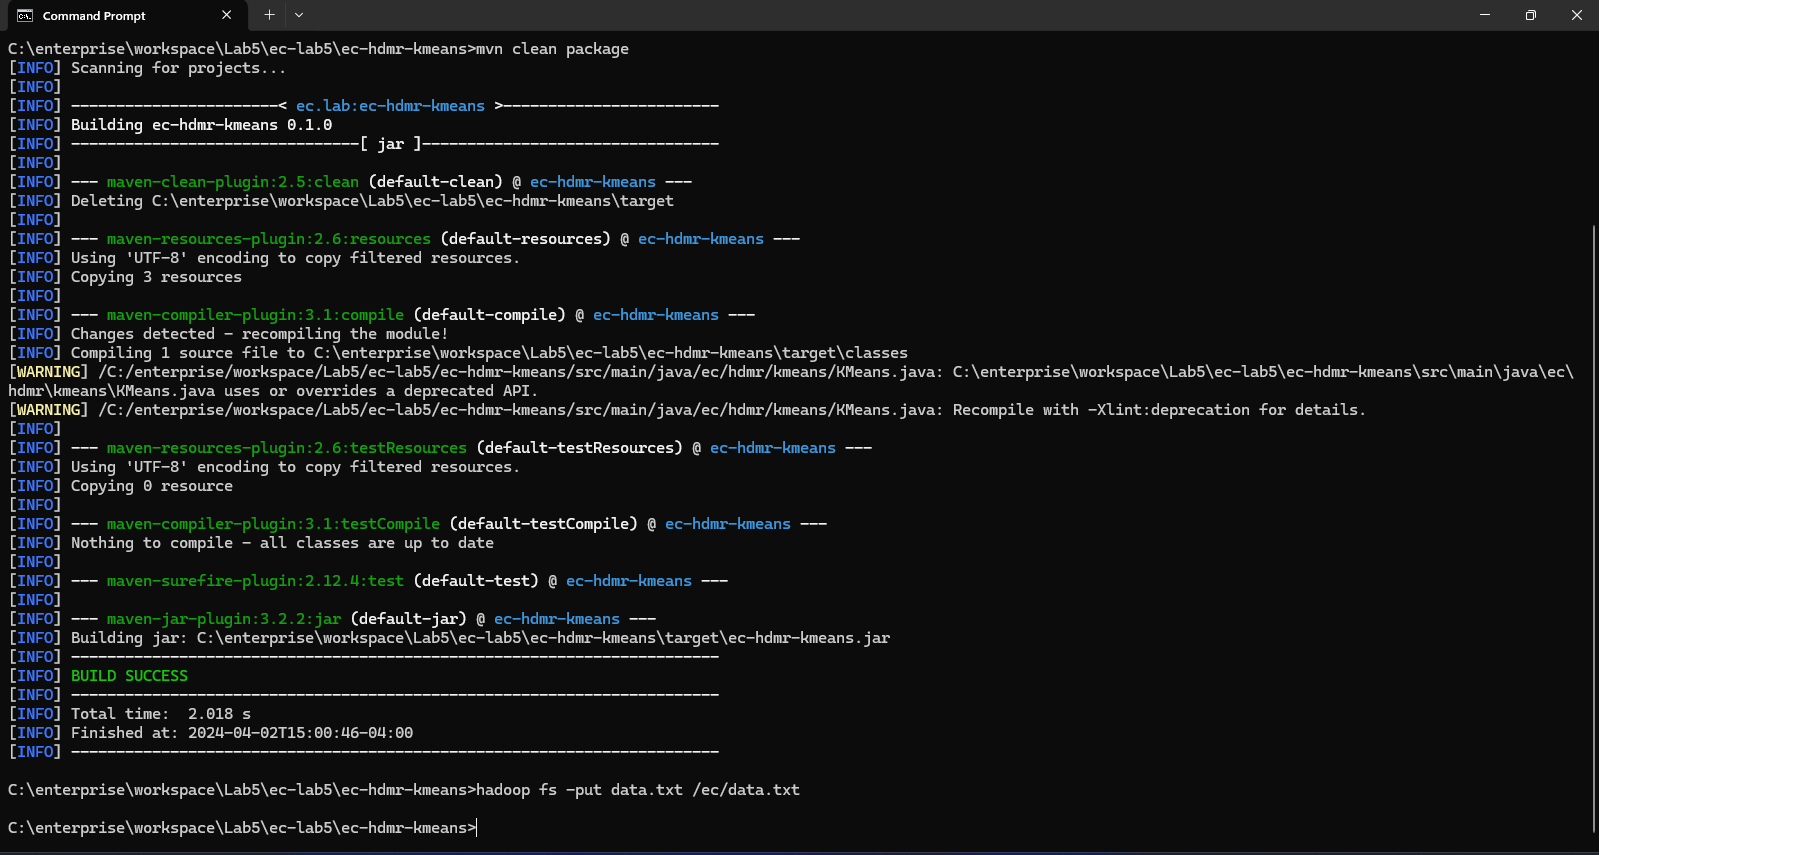 Command Prompt
C:\enterprise\workspace\Lab5\ec-lab5\ec-hdmr-kmeans>mvn clean package
[INFO] Scanning for projects...
[INFO]
[INFO] -----------------------< ec.lab:ec-hdmr-kmeans >------------------------
[INFO] Building ec-hdmr-kmeans 0.1.0
[INFO] --------------------------------[ jar ]---------------------------------
[INFO]
[INFO] --- maven-clean-plugin:2.5:clean (default-clean) @ ec-hdmr-kmeans ---
[INFO] Deleting C:\enterprise\workspace\Lab5\ec-lab5\ec-hdmr-kmeans\target
[INFO]
[INFO] --- maven-resources-plugin:2.6:resources (default-resources) @ ec-hdmr-kmeans ---
[INFO] Using 'UTF-8' encoding to copy filtered resources.
[INFO] Copying 3 resources
[INFO]
[INFO] --- maven-compiler-plugin:3.1:compile (default-compile) @ ec-hdmr-kmeans ---
[INFO] Changes detected - recompiling the module!
[INFO] Compiling 1 source file to C:\enterprise\workspace\Lab5\ec-lab5\ec-hdmr-kmeans\target\classes
[WARNING] /C:/enterprise/workspace/Lab5/ec-lab5/ec-hdmr-kmeans/src/main/java/ec/hdmr/kmeans/KMeans.java: C:\enterprise\workspace\Lab5\ec-lab5\ec-hdmr-kmeans\src\main\java\ec\
hdmr\kmeans\KMeans.java uses or overrides a deprecated API.
[WARNING] /C:/enterprise/workspace/Lab5/ec-lab5/ec-hdmr-kmeans/src/main/java/ec/hdmr/kmeans/KMeans.java: Recompile with -Xlint:deprecation for details.
[INFO]
[INFO] --- maven-resources-plugin:2.6:testResources (default-testResources) @ ec-hdmr-kmeans ---
[INFO] Using 'UTF-8' encoding to copy filtered resources.
[INFO] Copying 0 resource
[INFO]
[INFO] --- maven-compiler-plugin:3.1:testCompile (default-testCompile) @ ec-hdmr-kmeans ---
[INFO] Nothing to compile - all classes are up to date
[INFO]
[INFO] --- maven-surefire-plugin:2.12.4:test (default-test) @ ec-hdmr-kmeans ---
[INFO]
[INFO] --- maven-jar-plugin:3.2.2:jar (default-jar) @ ec-hdmr-kmeans ---
[INFO] Building jar: C:\enterprise\workspace\Lab5\ec-lab5\ec-hdmr-kmeans\target\ec-hdmr-kmeans.jar
[INFO] ------------------------------------------------------------------------
[INFO] BUILD SUCCESS
[INFO] ------------------------------------------------------------------------
[INFO] Total time:  2.018 s
[INFO] Finished at: 2024-04-02T15:00:46-04:00
[INFO] ------------------------------------------------------------------------
C:\enterprise\workspace\Lab5\ec-lab5\ec-hdmr-kmeans>hadoop fs -put data.txt /ec/data.txt
C:\enterprise\workspace\Lab5\ec-lab5\ec-hdmr-kmeans>